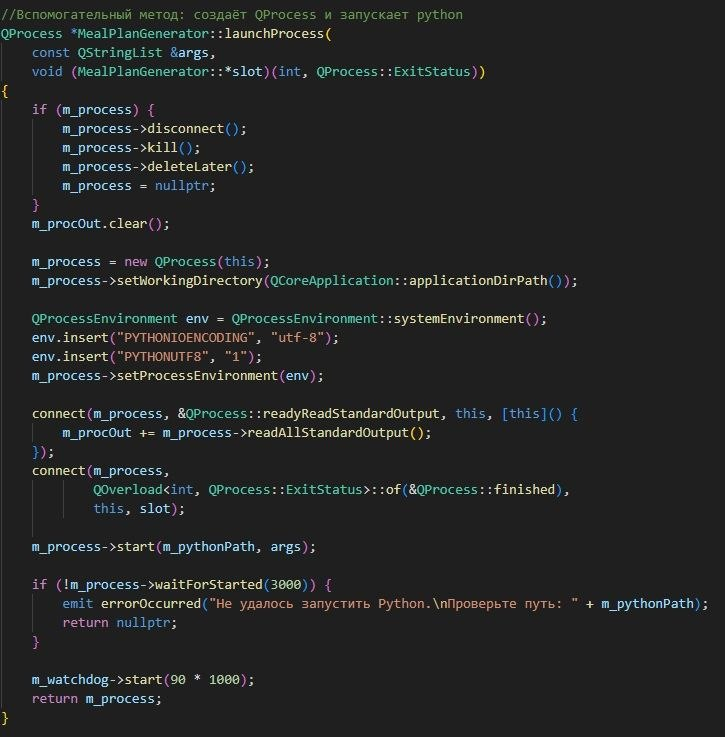 //Вспомогательный метод: создаёт QProcess и запускает python
QProcess *MealPlanGenerator::launchProcess(
    const QStringList &args,
    void (MealPlanGenerator::*slot)(int, QProcess::ExitStatus))
{
    if (m_process) {
        m_process->disconnect();
        m_process->kill();
        m_process->deleteLater();
        m_process = nullptr;
    }
    m_procOut.clear();

    m_process = new QProcess(this);
    m_process->setWorkingDirectory(QCoreApplication::applicationDirPath());

    QProcessEnvironment env = QProcessEnvironment::systemEnvironment();
    env.insert("PYTHONIOENCODING", "utf-8");
    env.insert("PYTHONUTF8", "1");
    m_process->setProcessEnvironment(env);

    connect(m_process, &QProcess::readyReadStandardOutput, this, [this]() {
        m_procOut += m_process->readAllStandardOutput();
    });
    connect(m_process,
            QOverload<int, QProcess::ExitStatus>::of(&QProcess::finished),
            this, slot);

    m_process->start(m_pythonPath, args);

    if (!m_process->waitForStarted(3000)) {
        emit errorOccurred("Не удалось запустить Python.\nПроверьте путь: " + m_pythonPath);
        return nullptr;
    }

    m_watchdog->start(90 * 1000);
    return m_process;
}